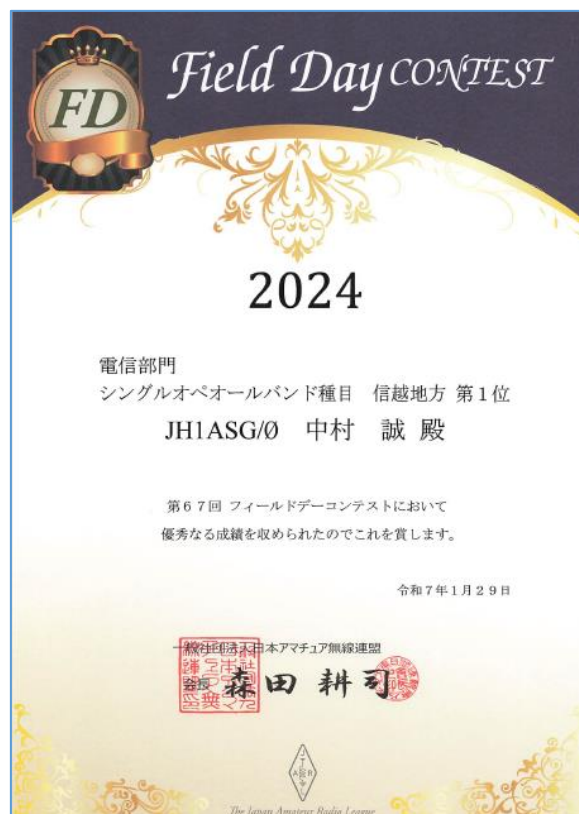 FD
Field Day CONTEST
2024
電信部門
シングルオペオールバンド種目　信越地方 第1位
JH1ASG/Ø　中村　誠 殿
第６７回 フィールドデーコンテストにおいて
優秀なる成績を収められたのでこれを賞します。
令和７年１月２９日
一般社団法人日本アマチュア無線連盟
会長 森田 耕司
J
A R
L
The Japan Amateur Radio League